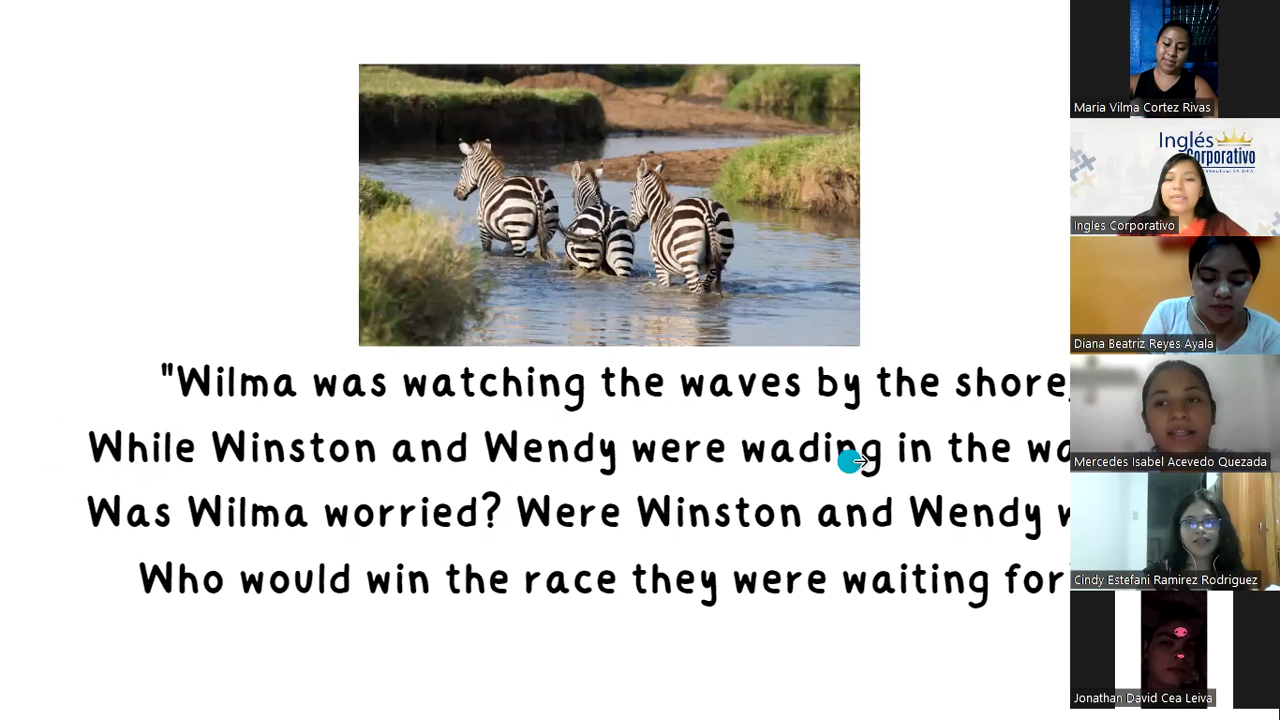 "Wilma was watching the waves by the shore,
While Winston and Wendy were wading in the
Was Wilma worried? Were Winston and Wendy
Who would win the race they were waiting for
Maria Vilma Cortez Rivas
Inglés
Corporativo
Ingles Corporativo
Diana Beatriz Reyes Ayala
Mercedes Isabel Acevedo Quezada
Cindy Estefani Ramirez Rodriguez
Jonathan David Cea Leiva